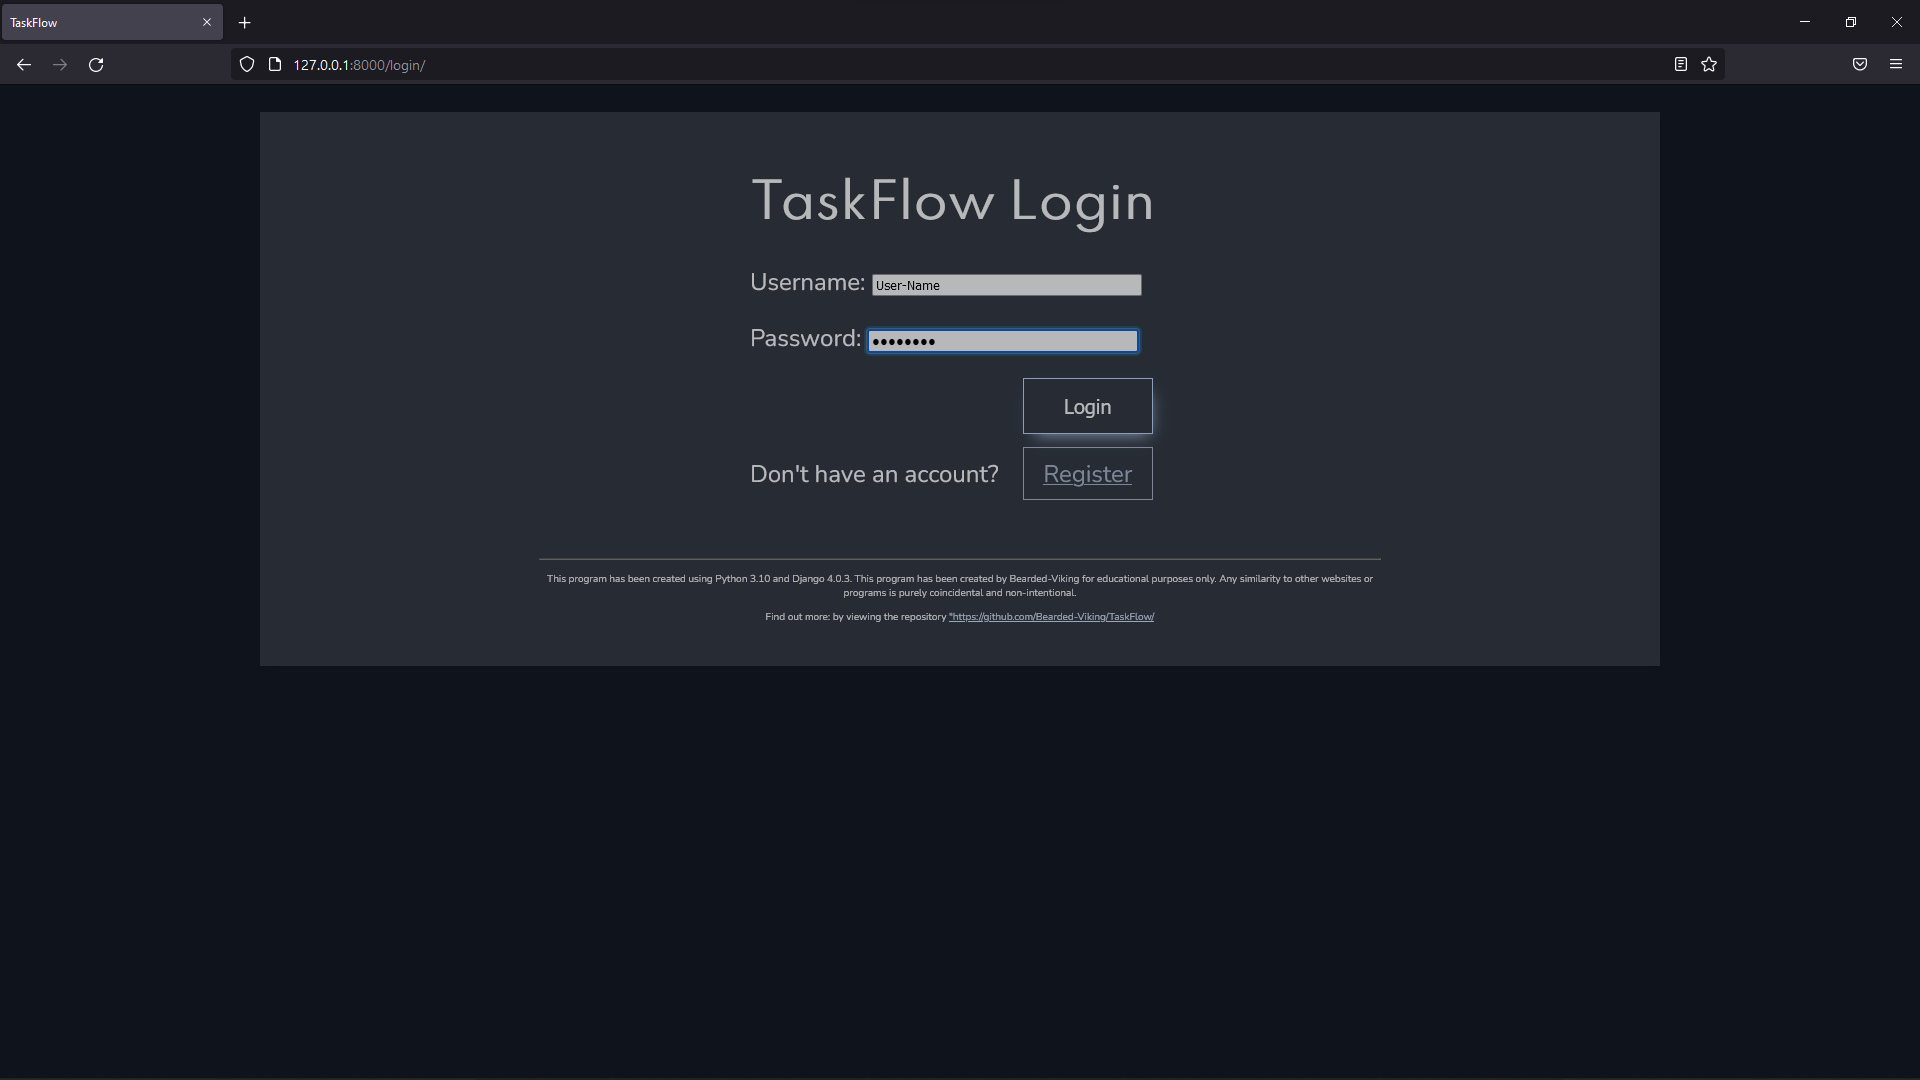 TaskFlow
127.0.0.1:8000/login/
TaskFlow Login
Username: User-Name
Password: ••••••••
Login
Don't have an account? Register
This program has been created using Python 3.10 and Django 4.0.3. This program has been created by Bearded-Viking for educational purposes only. Any similarity to other websites or
programs is purely coincidental and non-intentional.
Find out more: by viewing the repository "https://github.com/Bearded-Viking/TaskFlow/